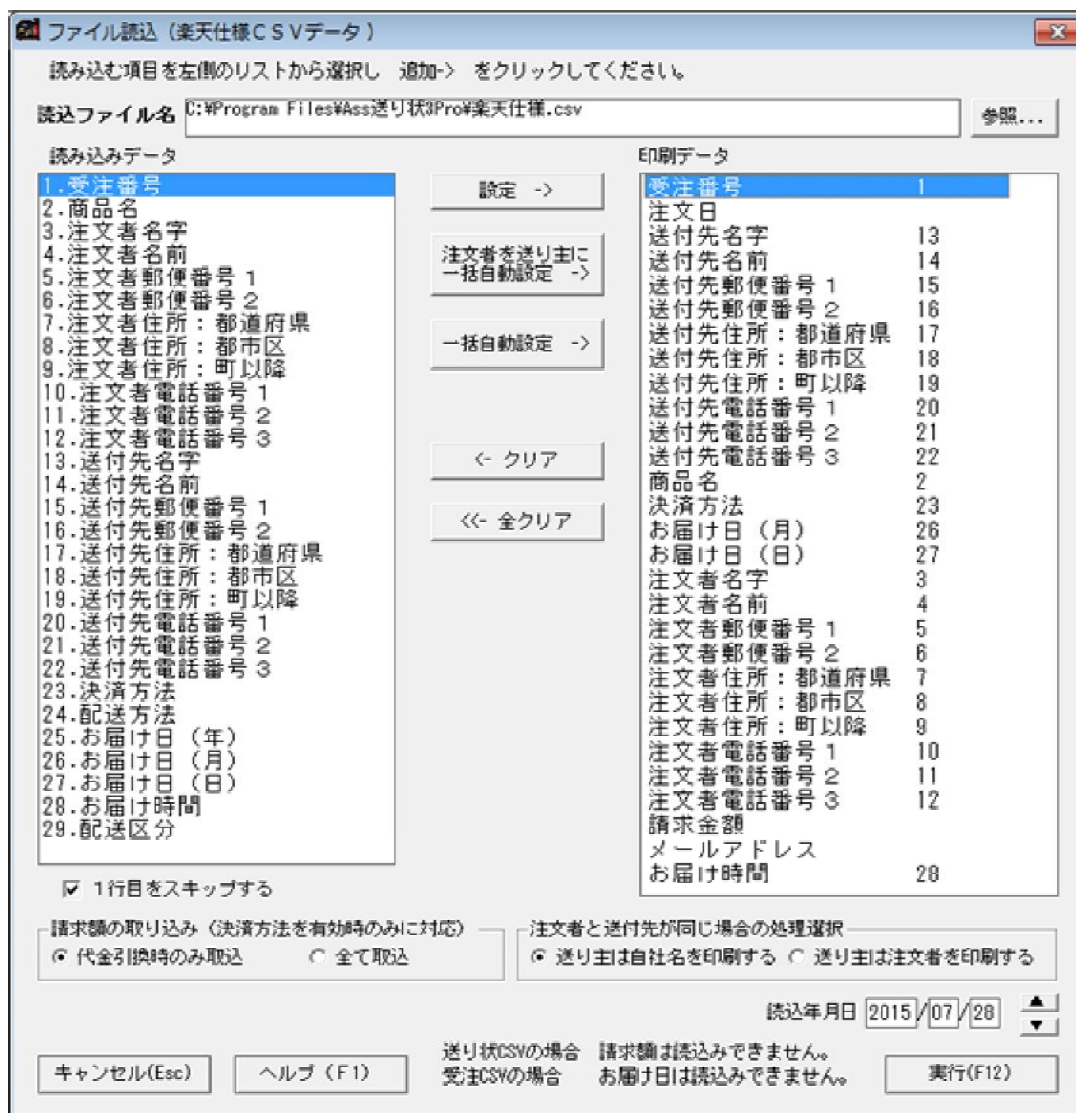 ファイル読込（楽天仕様ＣＳＶデータ）
読み込む項目を左側のリストから選択し　追加-> をクリックしてください。
読込ファイル名 C:¥Program Files¥Ass送り状3Pro¥楽天仕様.csv 参照...
読み込みデータ
1.受注番号
2.商品名
3.注文者名字
4.注文者名前
5.注文者郵便番号１
6.注文者郵便番号２
7.注文者住所：都道府県
8.注文者住所：都市区
9.注文者住所：町以降
10.注文者電話番号１
11.注文者電話番号２
12.注文者電話番号３
13.送付先名字
14.送付先名前
15.送付先郵便番号１
16.送付先郵便番号２
17.送付先住所：都道府県
18.送付先住所：都市区
19.送付先住所：町以降
20.送付先電話番号１
21.送付先電話番号２
22.送付先電話番号３
23.決済方法
24.配送方法
25.お届け日（年）
26.お届け日（月）
27.お届け日（日）
28.お届け時間
29.配送区分
設定 ->
注文者を送り主に
一括自動設定 ->
一括自動設定 ->
<- クリア
<<- 全クリア
印刷データ
受注番号 1
注文日
送付先名字 13
送付先名前 14
送付先郵便番号１ 15
送付先郵便番号２ 16
送付先住所：都道府県 17
送付先住所：都市区 18
送付先住所：町以降 19
送付先電話番号１ 20
送付先電話番号２ 21
送付先電話番号３ 22
商品名 2
決済方法 23
お届け日（月） 26
お届け日（日） 27
注文者名字 3
注文者名前 4
注文者郵便番号１ 5
注文者郵便番号２ 6
注文者住所：都道府県 7
注文者住所：都市区 8
注文者住所：町以降 9
注文者電話番号１ 10
注文者電話番号２ 11
注文者電話番号３ 12
請求金額
メールアドレス
お届け時間 28
1行目をスキップする
請求額の取り込み（決済方法を有効時のみに対応）
代金引換時のみ取込 全て取込
注文者と送付先が同じ場合の処理選択
送り主は自社名を印刷する 送り主は注文者を印刷する
読込年月日 2015/07/28
送り状CSVの場合 請求額は読込みできません。
受注CSVの場合 お届け日は読込みできません。
キャンセル(Esc) ヘルプ（F1） 実行(F12)